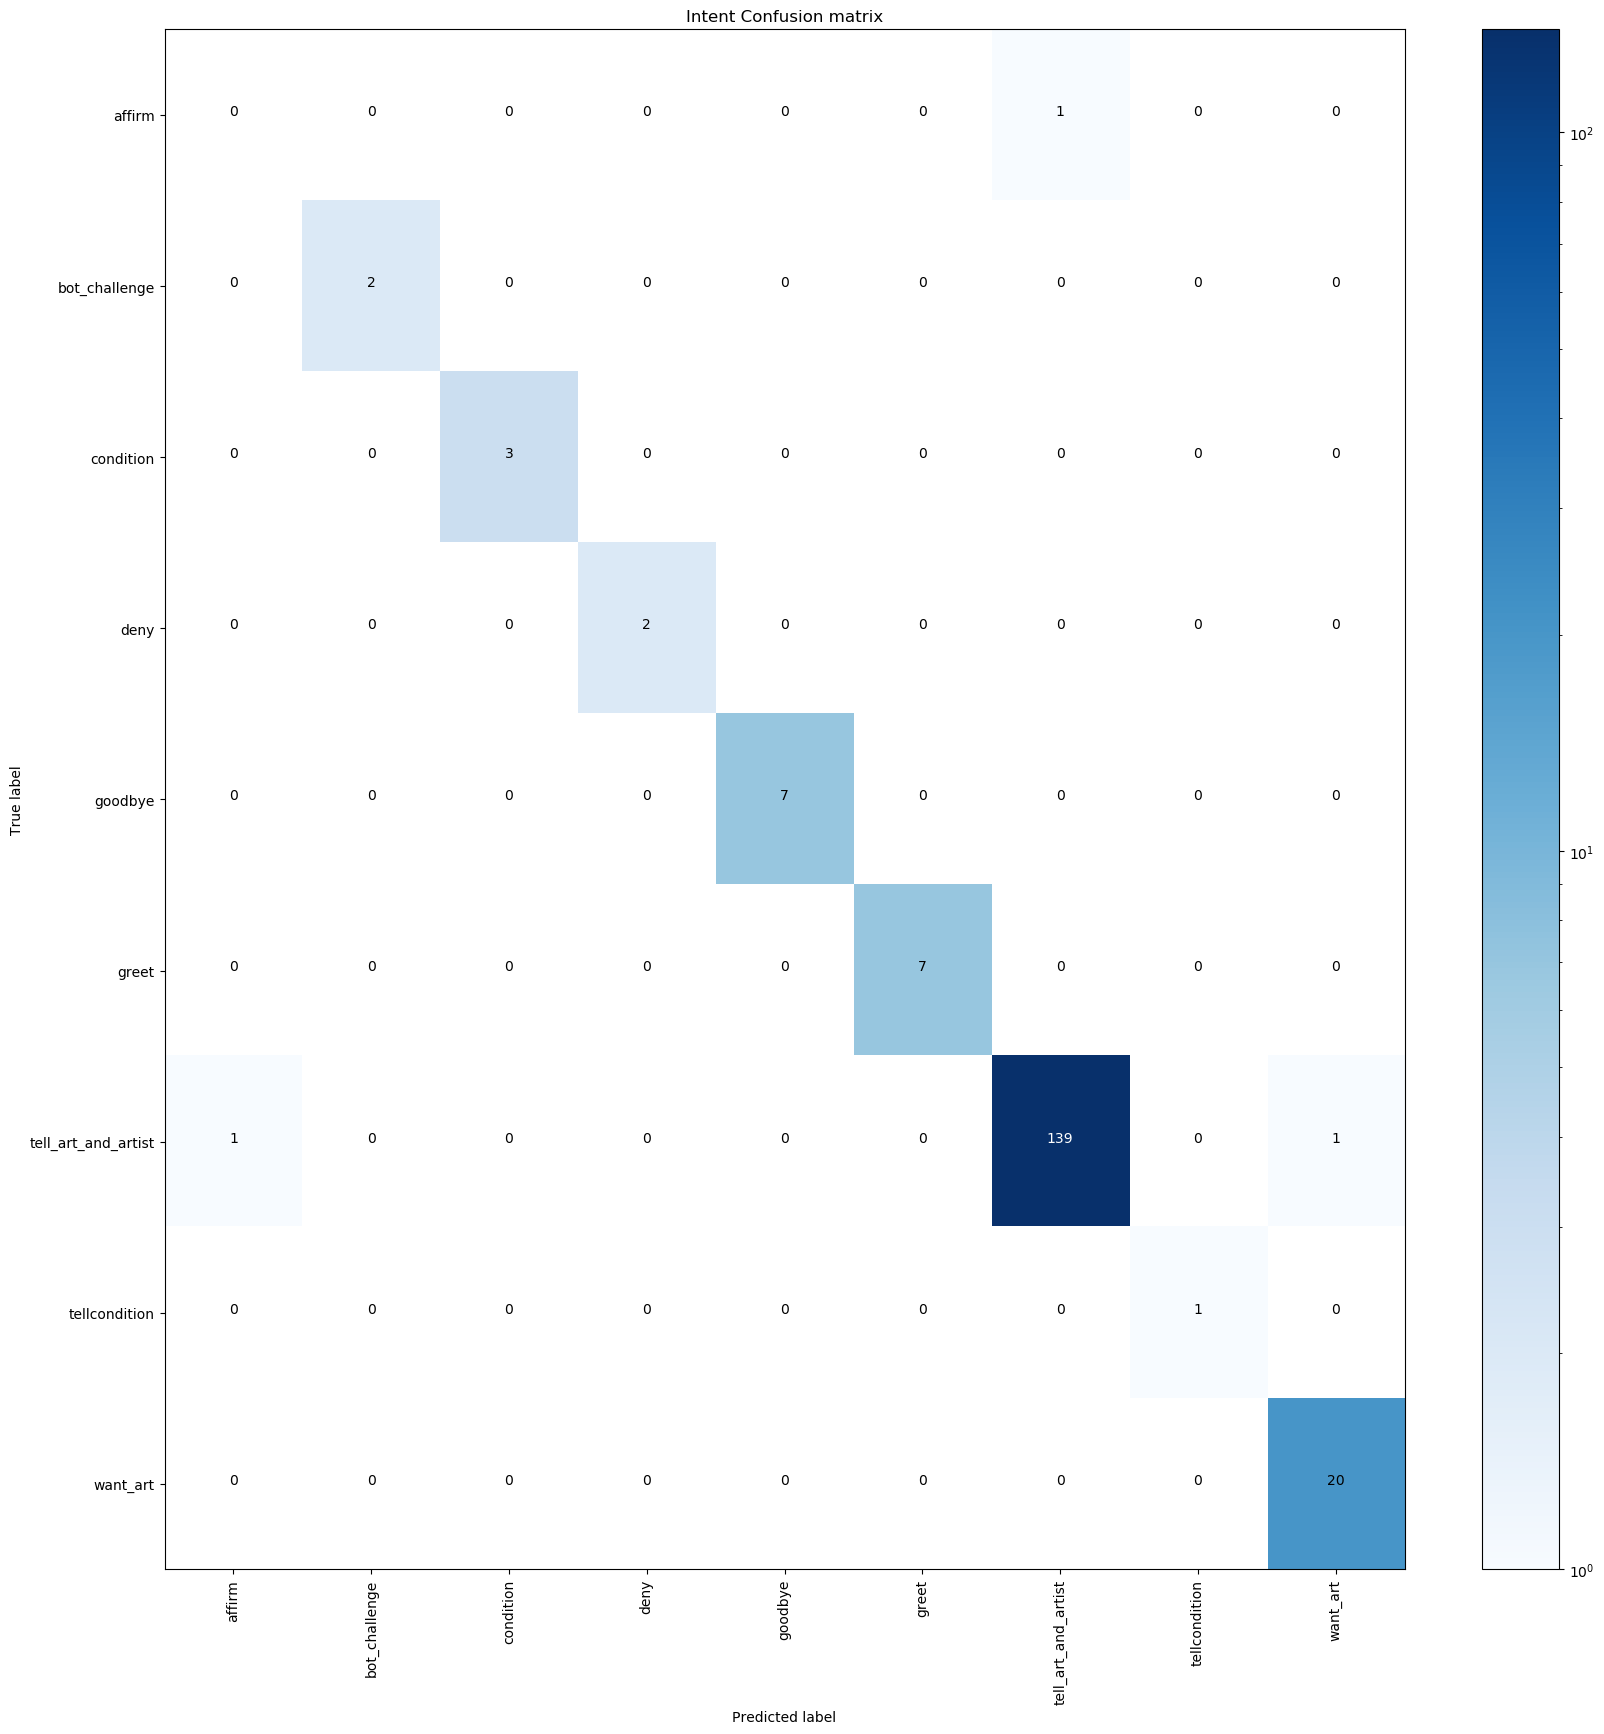 Intent Confusion matrix
affirm 0 0 0 0 0 0 1 0 0
10²
bot_challenge 0 2 0 0 0 0 0 0 0
condition 0 0 3 0 0 0 0 0 0
deny 0 0 0 2 0 0 0 0 0
True label
goodbye 0 0 0 0 7 0 0 0 0
10¹
greet 0 0 0 0 0 7 0 0 0
tell_art_and_artist 1 0 0 0 0 0 139 0 1
tellcondition 0 0 0 0 0 0 0 1 0
want_art 0 0 0 0 0 0 0 0 20
10⁰
affirm
bot_challenge
condition
deny
goodbye
greet
tell_art_and_artist
tellcondition
want_art
Predicted label